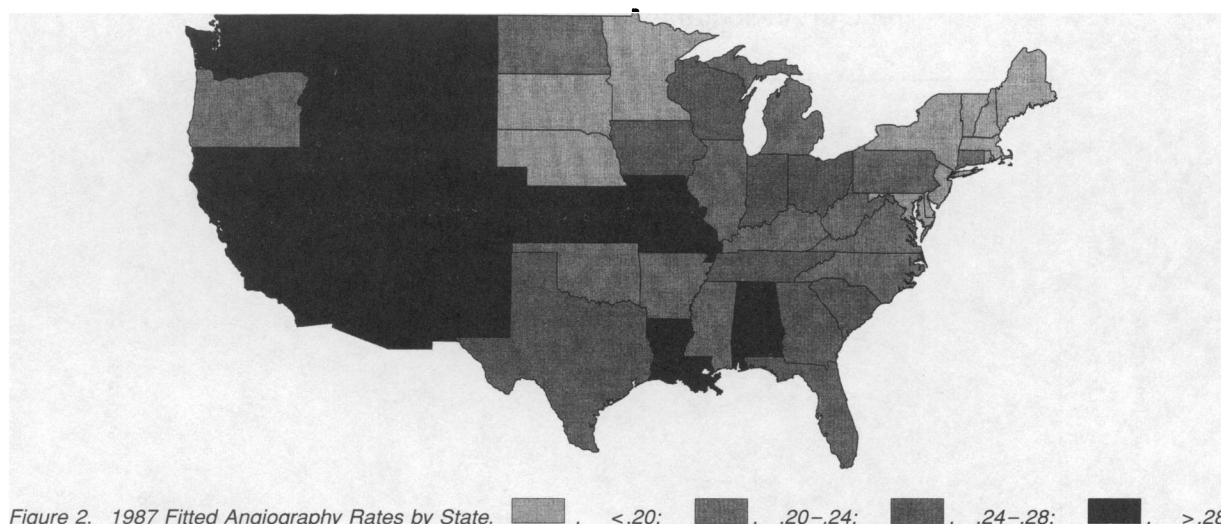 Figure 2. 1987 Fitted Angiography Rates by State. , <.20; , .20–.24; , .24–.28; , >.28